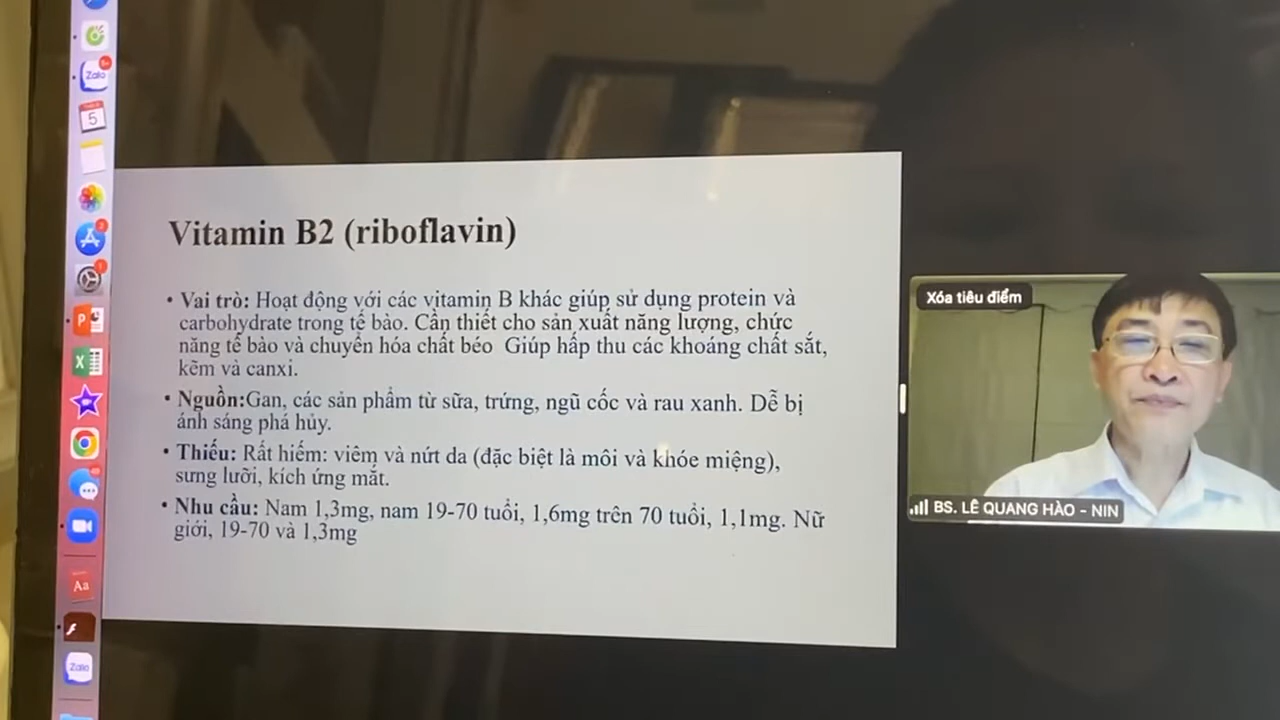 Zalo
5+
5
2
1
Vitamin B2 (riboflavin)
• Vai trò: Hoạt động với các vitamin B khác giúp sử dụng protein và
carbohydrate trong tế bào. Cần thiết cho sản xuất năng lượng, chức
năng tế bào và chuyển hóa chất béo Giúp hấp thu các khoáng chất sắt,
kẽm và canxi.
• Nguồn:Gan, các sản phẩm từ sữa, trứng, ngũ cốc và rau xanh. Dễ bị
ánh sáng phá hủy.
• Thiếu: Rất hiếm: viêm và nứt da (đặc biệt là môi và khóe miệng),
sưng lưỡi, kích ứng mắt.
• Nhu cầu: Nam 1,3mg, nam 19-70 tuổi, 1,6mg trên 70 tuổi, 1,1mg. Nữ
giới, 19-70 và 1,3mg
Xóa tiêu điểm
BS. LÊ QUANG HÀO - NIN
P
X
Aa
Zalo